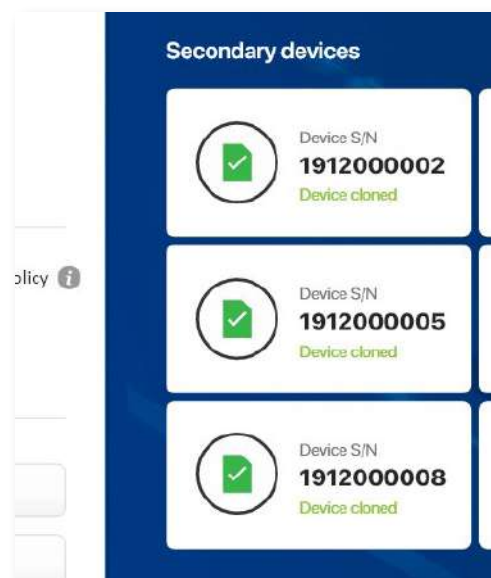 Secondary devices
Device S/N
1912000002
Device cloned
Device S/N
1912000005
Device cloned
Device S/N
1912000008
Device cloned
olicy